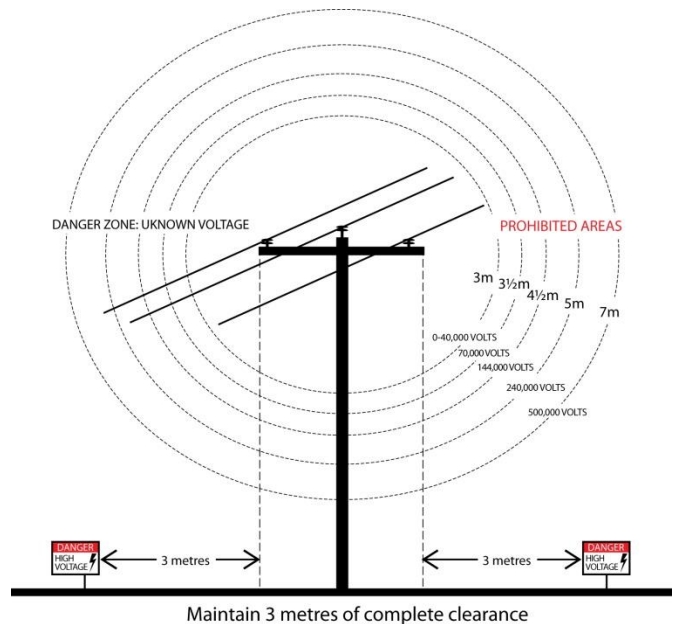 DANGER ZONE: UKNOWN VOLTAGE
PROHIBITED AREAS
3m
3½m
4½m
5m
7m
0-40,000 VOLTS
70,000 VOLTS
144,000 VOLTS
240,000 VOLTS
500,000 VOLTS
DANGER
HIGH
VOLTAGE
3 metres
3 metres
DANGER
HIGH
VOLTAGE
Maintain 3 metres of complete clearance